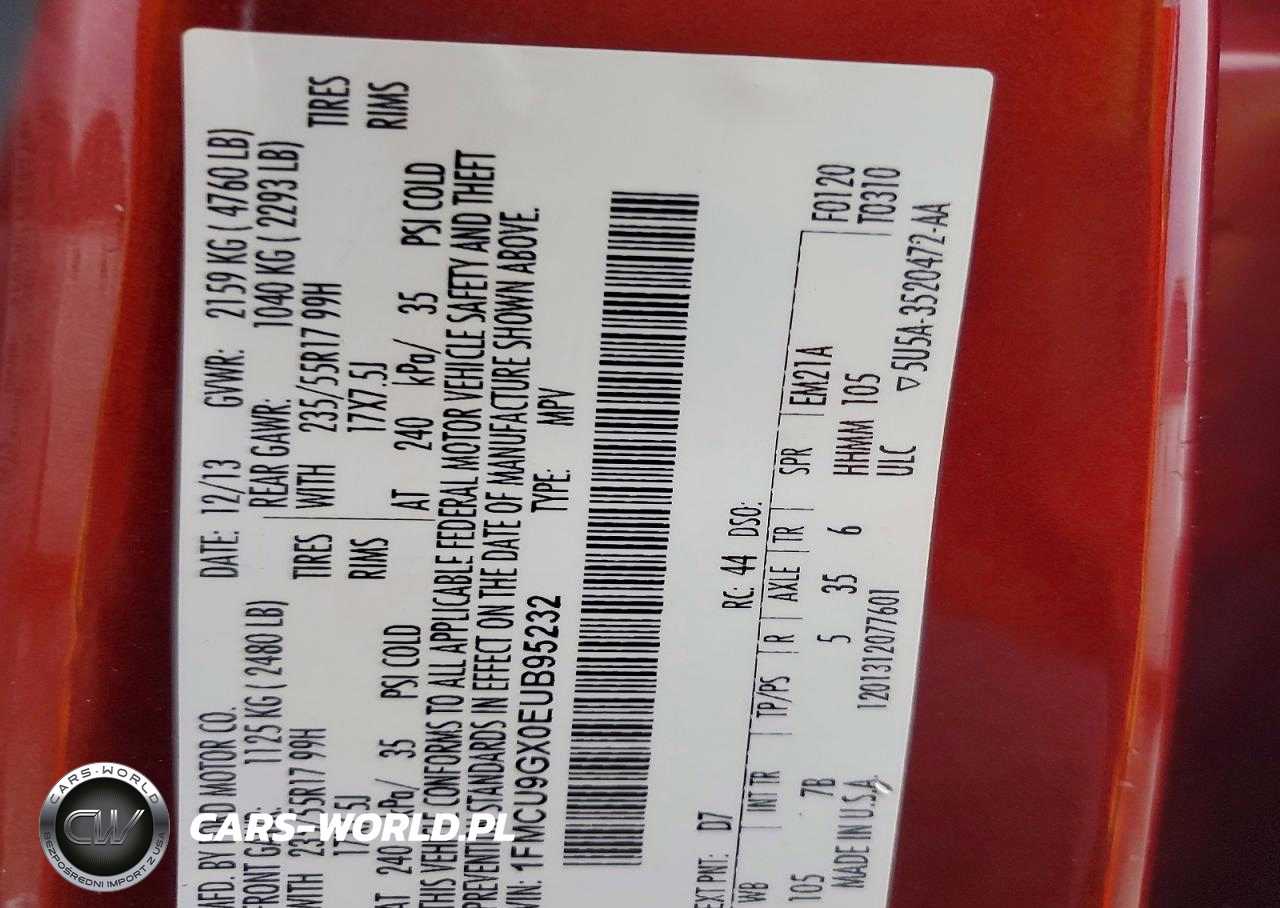 MFD. BY FORD MOTOR CO. DATE: 12/13 GVWR: 2159 KG ( 4760 LB)
FRONT GAWR: 1125 KG ( 2480 LB) REAR GAWR: 1040 KG ( 2293 LB)
WITH 235/55R17 99H TIRES WITH 235/55R17 99H TIRES
17X7.5J RIMS 17X7.5J RIMS
AT 240 kPa/ 35 PSI COLD AT 240 kPa/ 35 PSI COLD
THIS VEHICLE CONFORMS TO ALL APPLICABLE FEDERAL MOTOR VEHICLE SAFETY AND THEFT
PREVENTION STANDARDS IN EFFECT ON THE DATE OF MANUFACTURE SHOWN ABOVE.
VIN: 1FMCU9GX0EUB95232 TYPE: MPV
EXT PNT: D7 RC: 44 DSO:
WB INT TR TP/PS R AXLE TR SPR EM21A F0120
105 7B 5 35 6 HHMM 105 T0310
MADE IN U.S.A. 1201312077601 ULC
▽5U5A-3520472-AA
CARS-WORLD
CW
BEZPOŚREDNI IMPORT Z USA
CARS-WORLD.PL